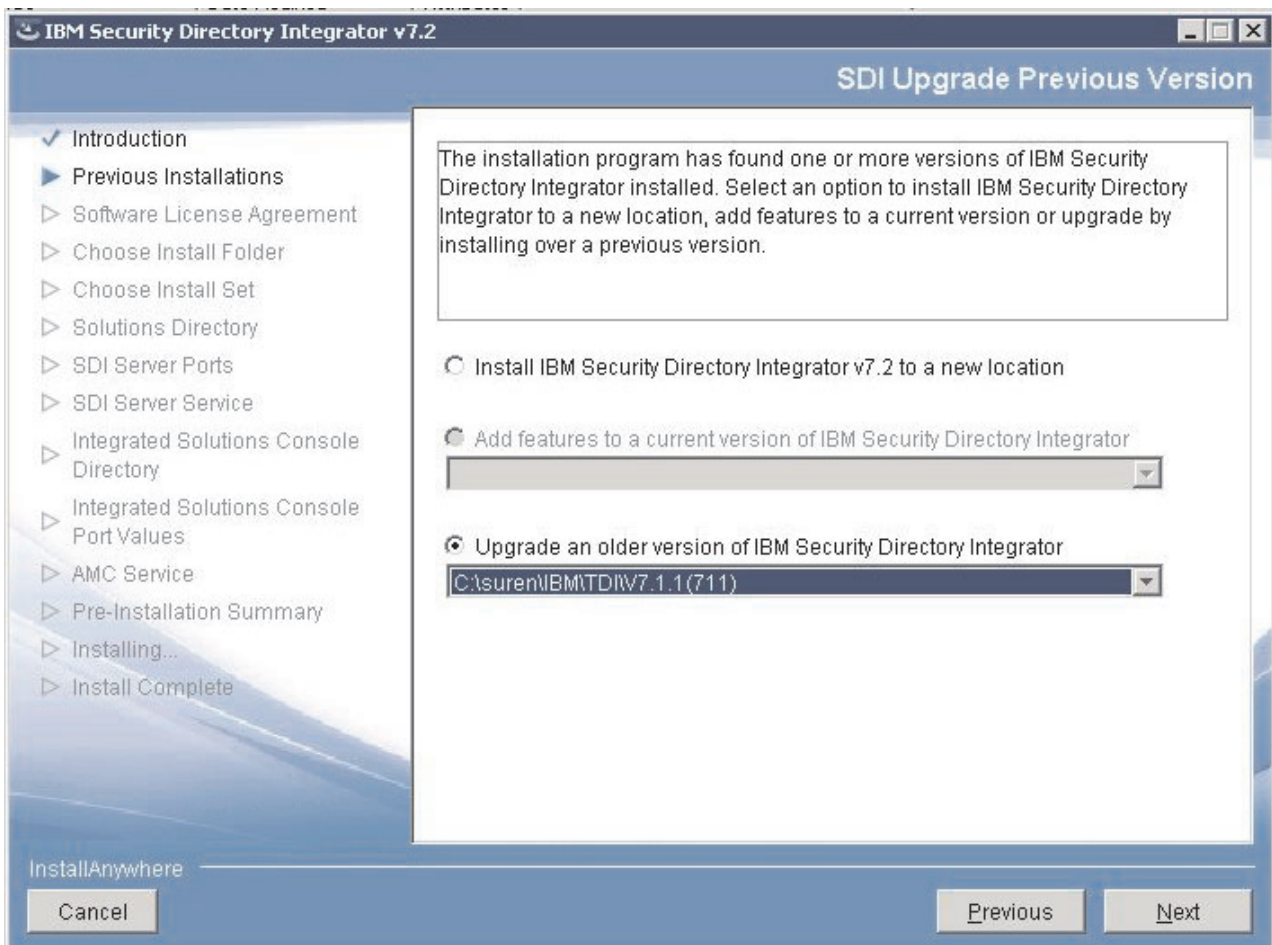 IBM Security Directory Integrator v7.2
SDI Upgrade Previous Version
Introduction
Previous Installations
Software License Agreement
Choose Install Folder
Choose Install Set
Solutions Directory
SDI Server Ports
SDI Server Service
Integrated Solutions Console
Directory
Integrated Solutions Console
Port Values
AMC Service
Pre-Installation Summary
Installing...
Install Complete
The installation program has found one or more versions of IBM Security
Directory Integrator installed. Select an option to install IBM Security Directory
Integrator to a new location, add features to a current version or upgrade by
installing over a previous version.
Install IBM Security Directory Integrator v7.2 to a new location
Add features to a current version of IBM Security Directory Integrator
Upgrade an older version of IBM Security Directory Integrator
C:\suren\IBM\TDI\V7.1.1(711)
InstallAnywhere
Cancel
Previous
Next